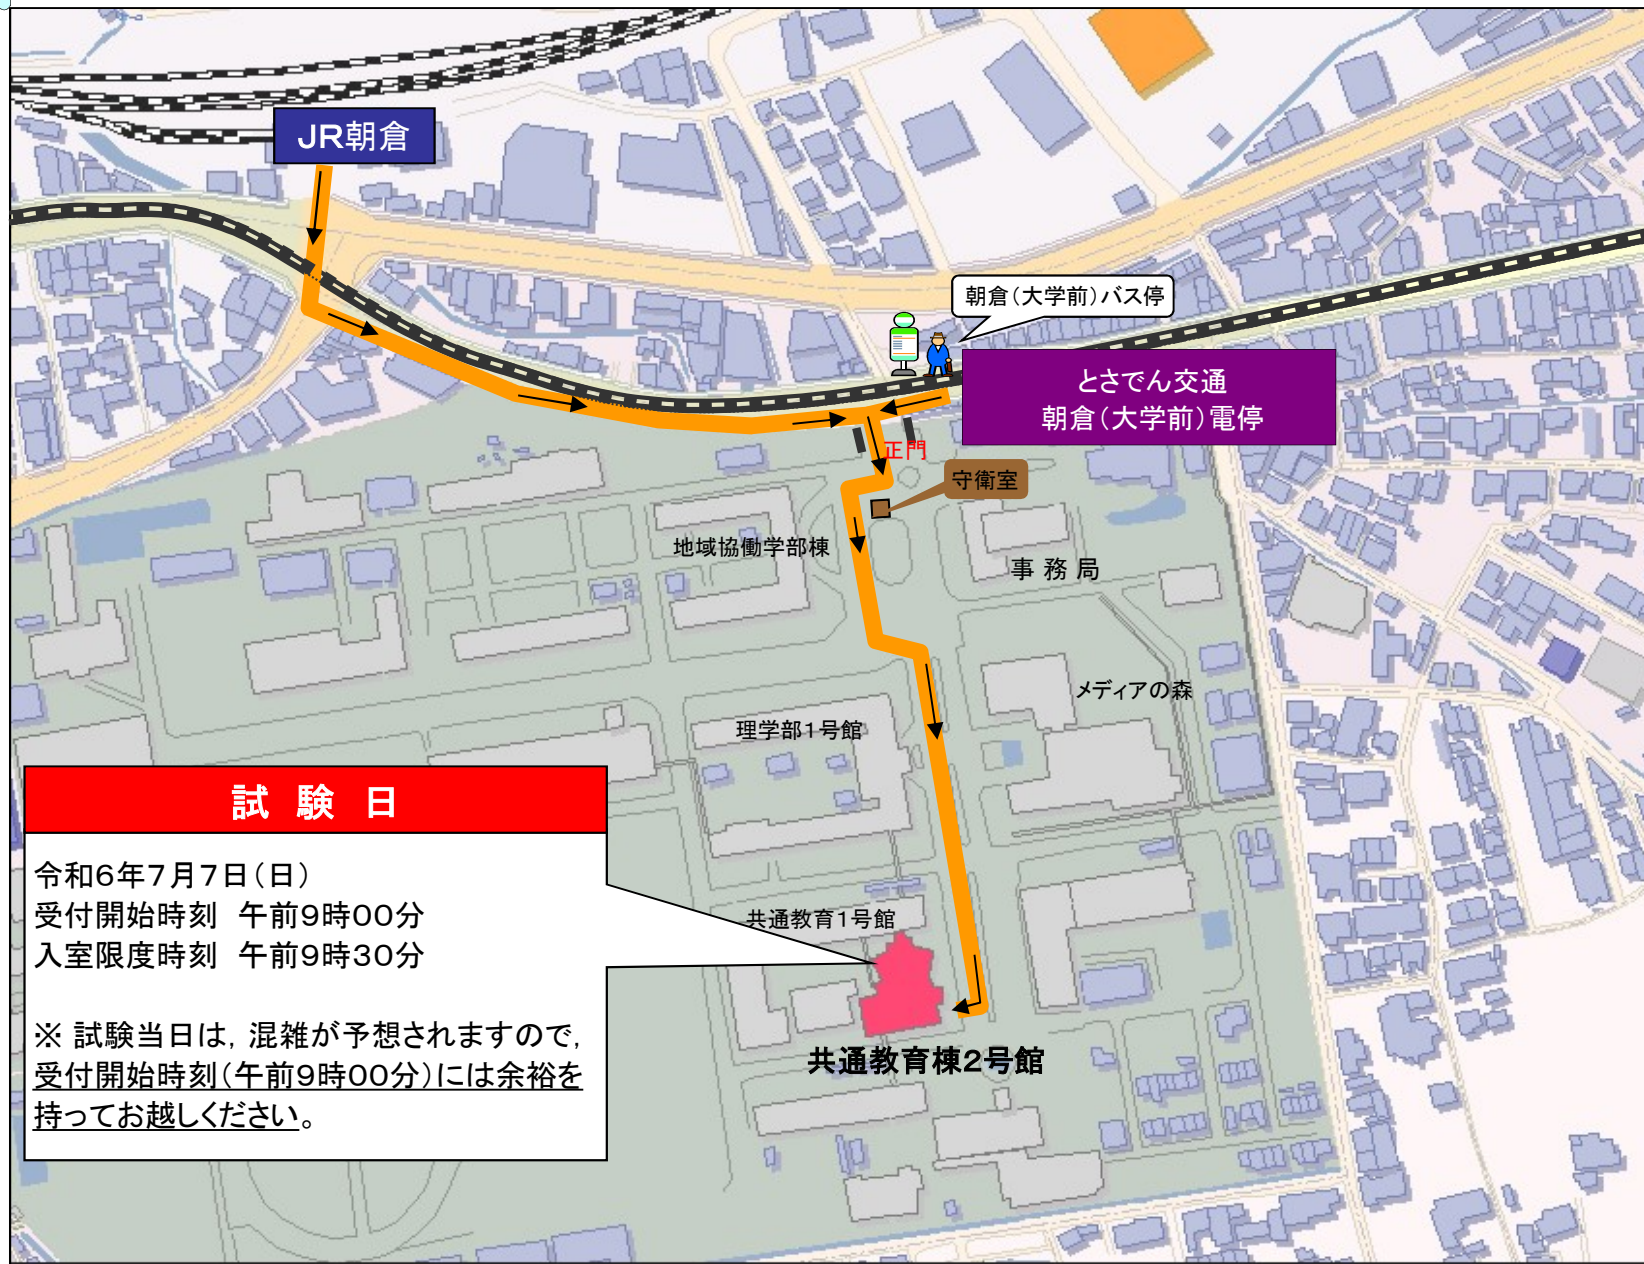 JR朝倉
朝倉(大学前)バス停
とさでん交通
朝倉(大学前)電停
正門
守衛室
地域協働学部棟
事務局
メディアの森
理学部1号館
試 験 日
令和6年7月7日(日)
受付開始時刻 午前9時00分
入室限度時刻 午前9時30分
※ 試験当日は, 混雑が予想されますので,
受付開始時刻(午前9時00分)には余裕を
持ってお越しください。
共通教育1号館
共通教育棟2号館